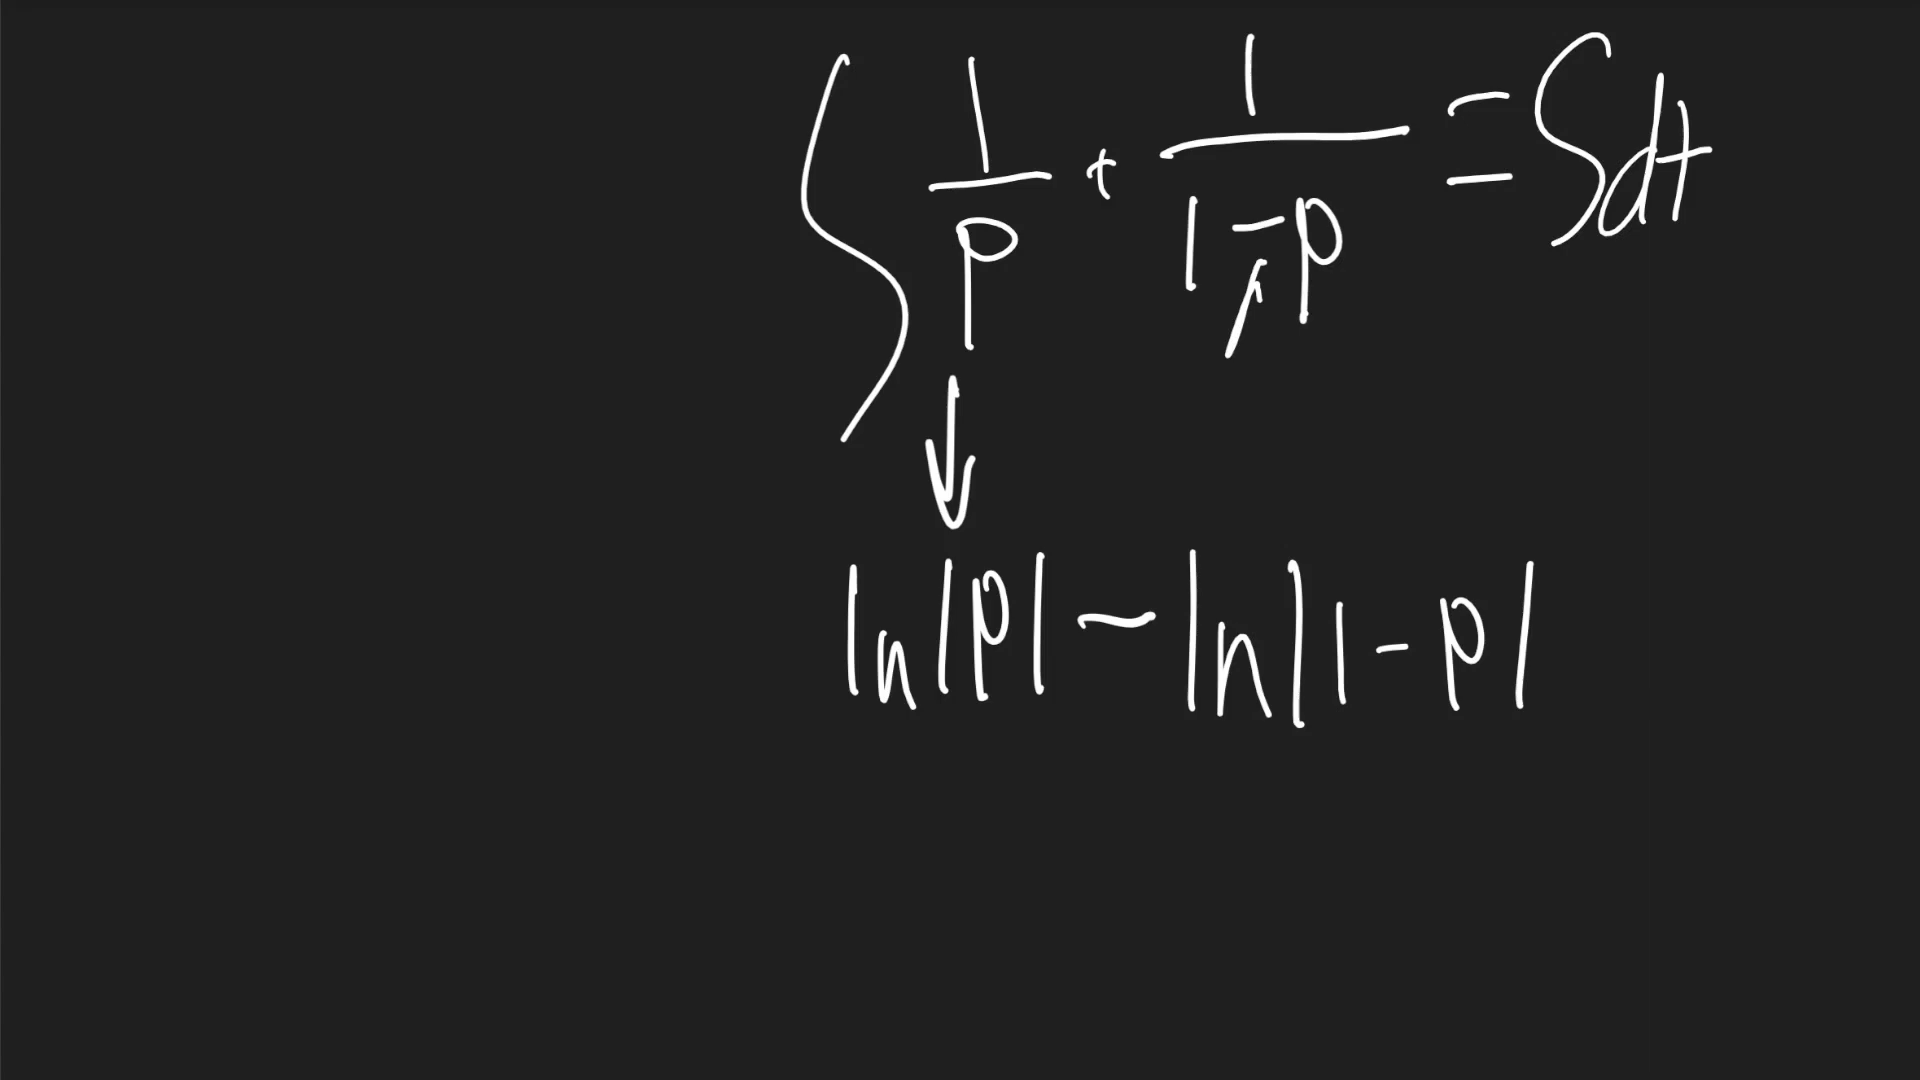 ∫ 1/p + 1/(1-p) = ∫dt
↓
ln|p| - ln|1-p|